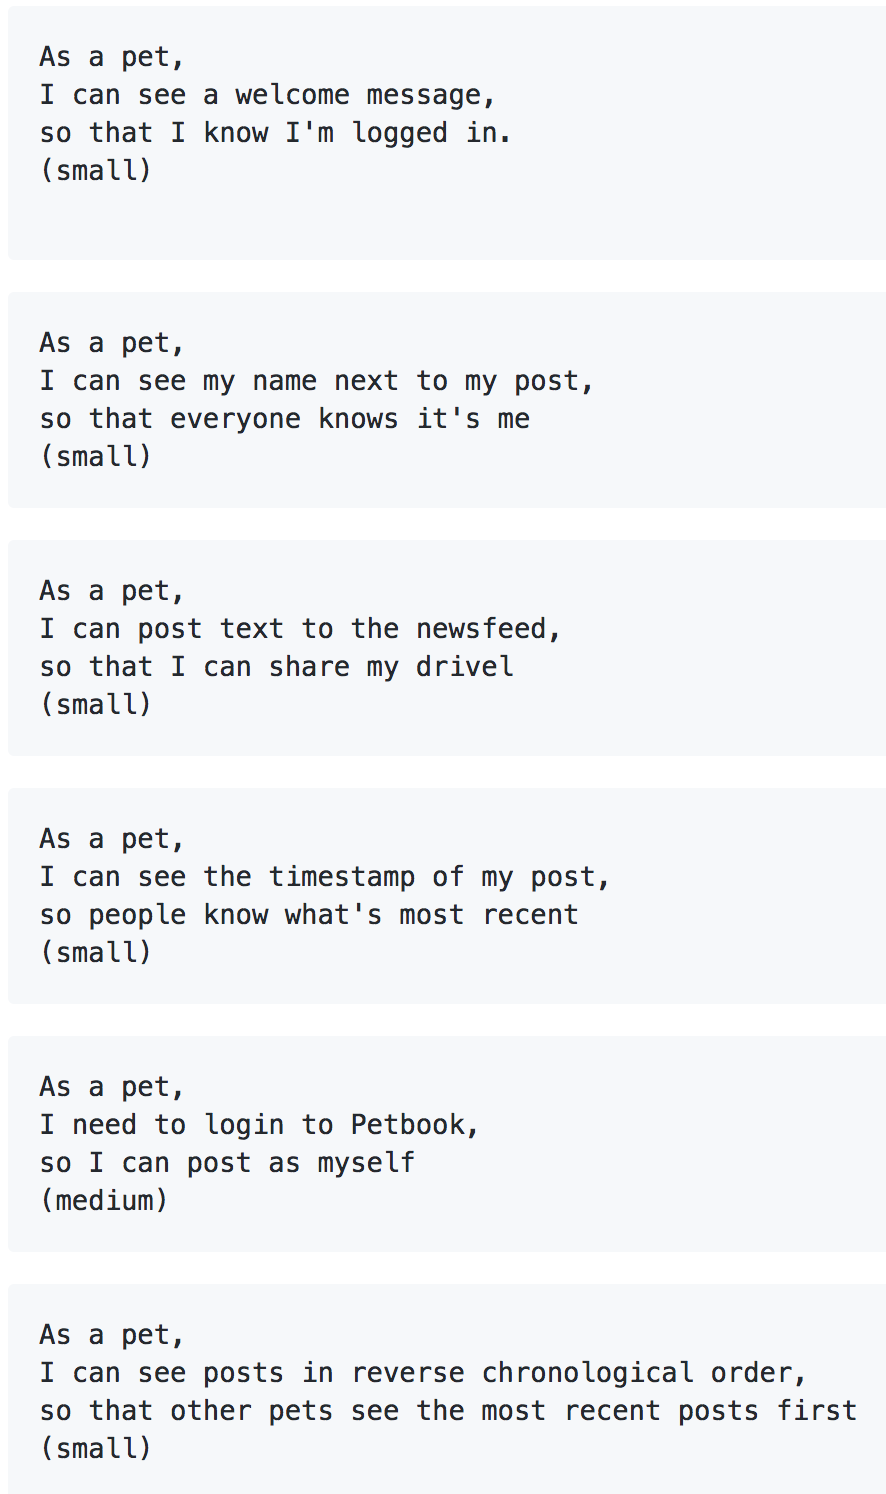 As a pet,
I can see a welcome message,
so that I know I'm logged in.
(small)
As a pet,
I can see my name next to my post,
so that everyone knows it's me
(small)
As a pet,
I can post text to the newsfeed,
so that I can share my drivel
(small)
As a pet,
I can see the timestamp of my post,
so people know what's most recent
(small)
As a pet,
I need to login to Petbook,
so I can post as myself
(medium)
As a pet,
I can see posts in reverse chronological order,
so that other pets see the most recent posts first
(small)